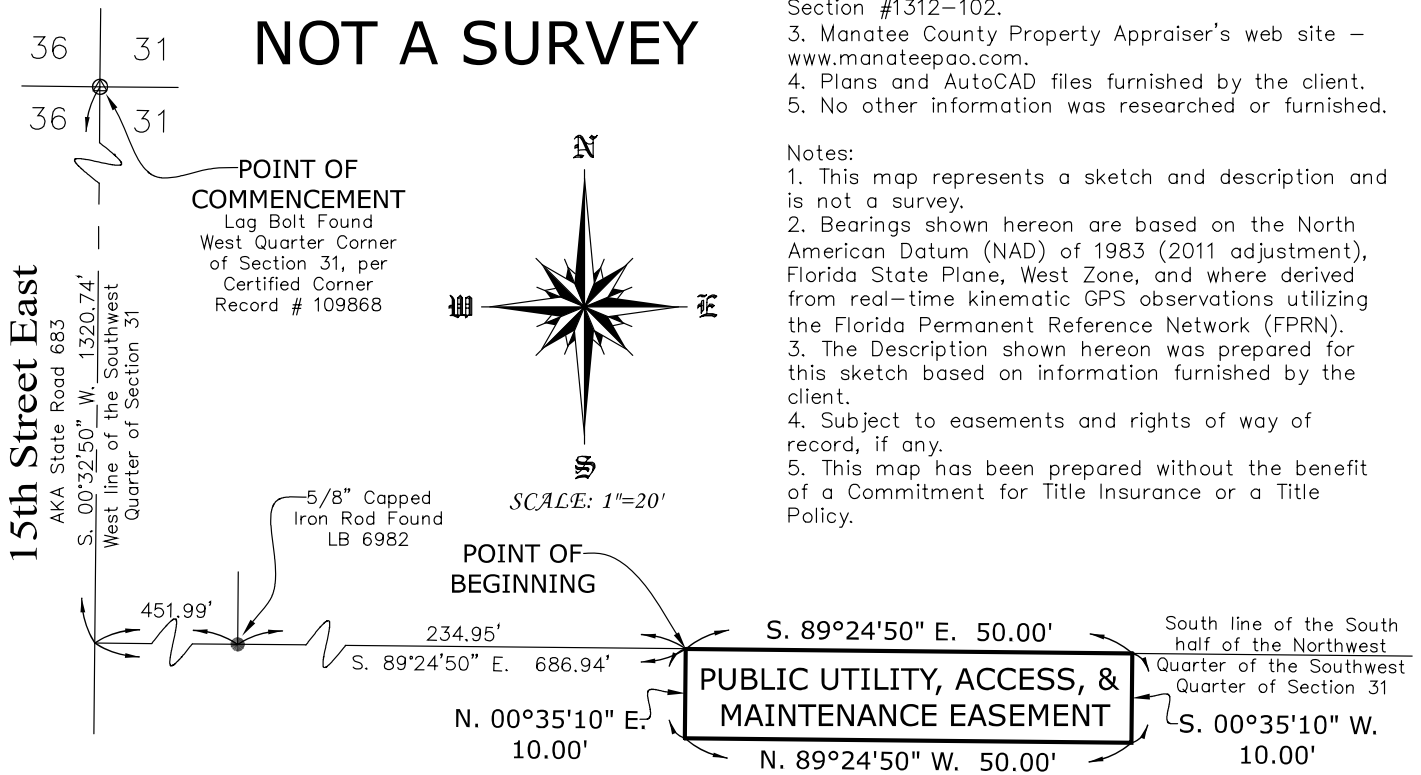 NOT A SURVEY
36
31
36
31
POINT OF
COMMENCEMENT
Lag Bolt Found
West Quarter Corner
of Section 31, per
Certified Corner
Record # 109868
15th Street East
AKA State Road 683
S. 00°32'50" W. 1320.74'
West line of the Southwest
Quarter of Section 31
N
W
E
S
SCALE: 1"=20'
5/8" Capped
Iron Rod Found
LB 6982
POINT OF
BEGINNING
451.99'
234.95'
S. 89°24'50" E. 686.94'
S. 89°24'50" E. 50.00'
PUBLIC UTILITY, ACCESS, &
MAINTENANCE EASEMENT
N. 00°35'10" E.
10.00'
N. 89°24'50" W. 50.00'
S. 00°35'10" W.
10.00'
South line of the South
half of the Northwest
Quarter of the Southwest
Quarter of Section 31
Section #1312-102.
3. Manatee County Property Appraiser's web site -
www.manateepao.com.
4. Plans and AutoCAD files furnished by the client.
5. No other information was researched or furnished.
Notes:
1. This map represents a sketch and description and
is not a survey.
2. Bearings shown hereon are based on the North
American Datum (NAD) of 1983 (2011 adjustment),
Florida State Plane, West Zone, and where derived
from real-time kinematic GPS observations utilizing
the Florida Permanent Reference Network (FPRN).
3. The Description shown hereon was prepared for
this sketch based on information furnished by the
client.
4. Subject to easements and rights of way of
record, if any.
5. This map has been prepared without the benefit
of a Commitment for Title Insurance or a Title
Policy.